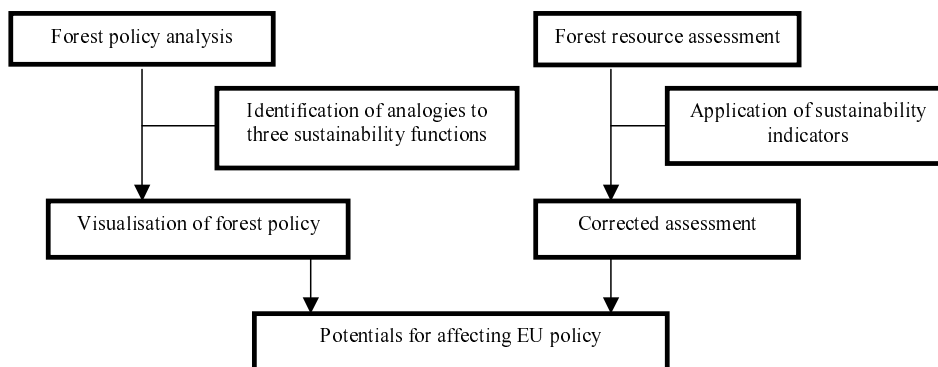 Forest policy analysis
Forest resource assessment
Identification of analogies to
three sustainability functions
Application of sustainability
indicators
Visualisation of forest policy
Corrected assessment
Potentials for affecting EU policy